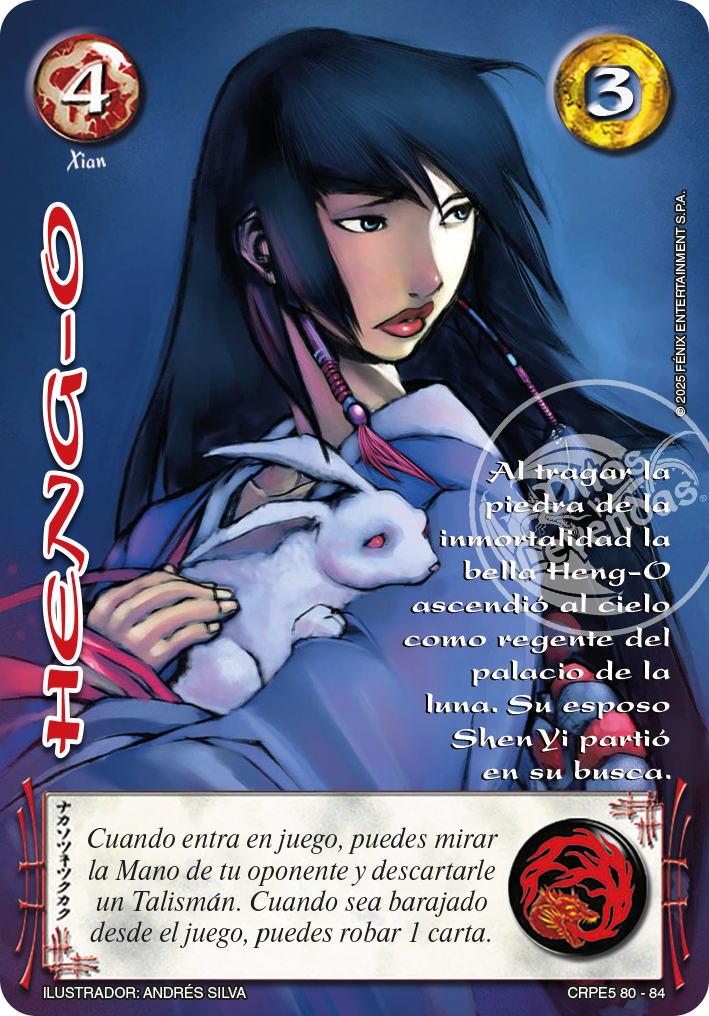 4
3
Xian
HENG-O
© 2025 FÉNIX ENTERTAINMENT S.P.A.
Al tragar la
piedra de la
inmortalidad la
bella Heng-O
ascendió al cielo
como regente del
palacio de la
luna. Su esposo
Shen Yi partió
en su busca.
ナカソツネツクカク
Cuando entra en juego, puedes mirar
la Mano de tu oponente y descartarle
un Talismán. Cuando sea barajado
desde el juego, puedes robar 1 carta.
ILUSTRADOR: ANDRÉS SILVA
CRPE5 80 - 84